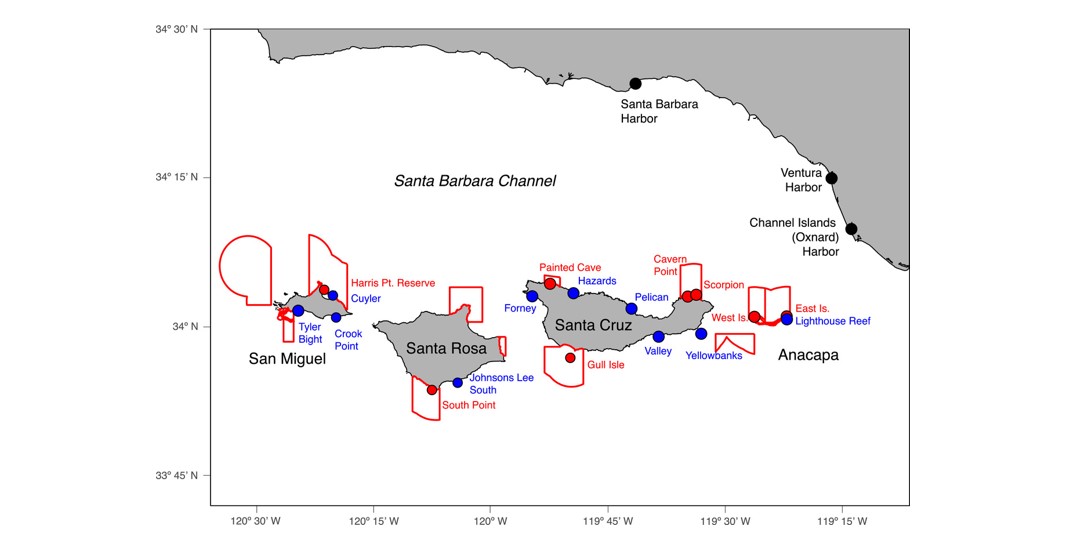 34° 30' N
Santa Barbara
Harbor
34° 15' N
Santa Barbara Channel
Ventura
Harbor
Channel Islands
(Oxnard)
Harbor
Harris Pt. Reserve
Cuyler
Tyler
Bight
Crook
Point
San Miguel
Santa Rosa
Johnsons Lee
South
South Point
Painted Cave
Hazards
Forney
Pelican
Cavern
Point
Scorpion
Santa Cruz
Gull Isle
Valley
Yellowbanks
West Is.
East Is.
Lighthouse Reef
Anacapa
34° N
33° 45' N
120° 30' W
120° 15' W
120° W
119° 45' W
119° 30' W
119° 15' W